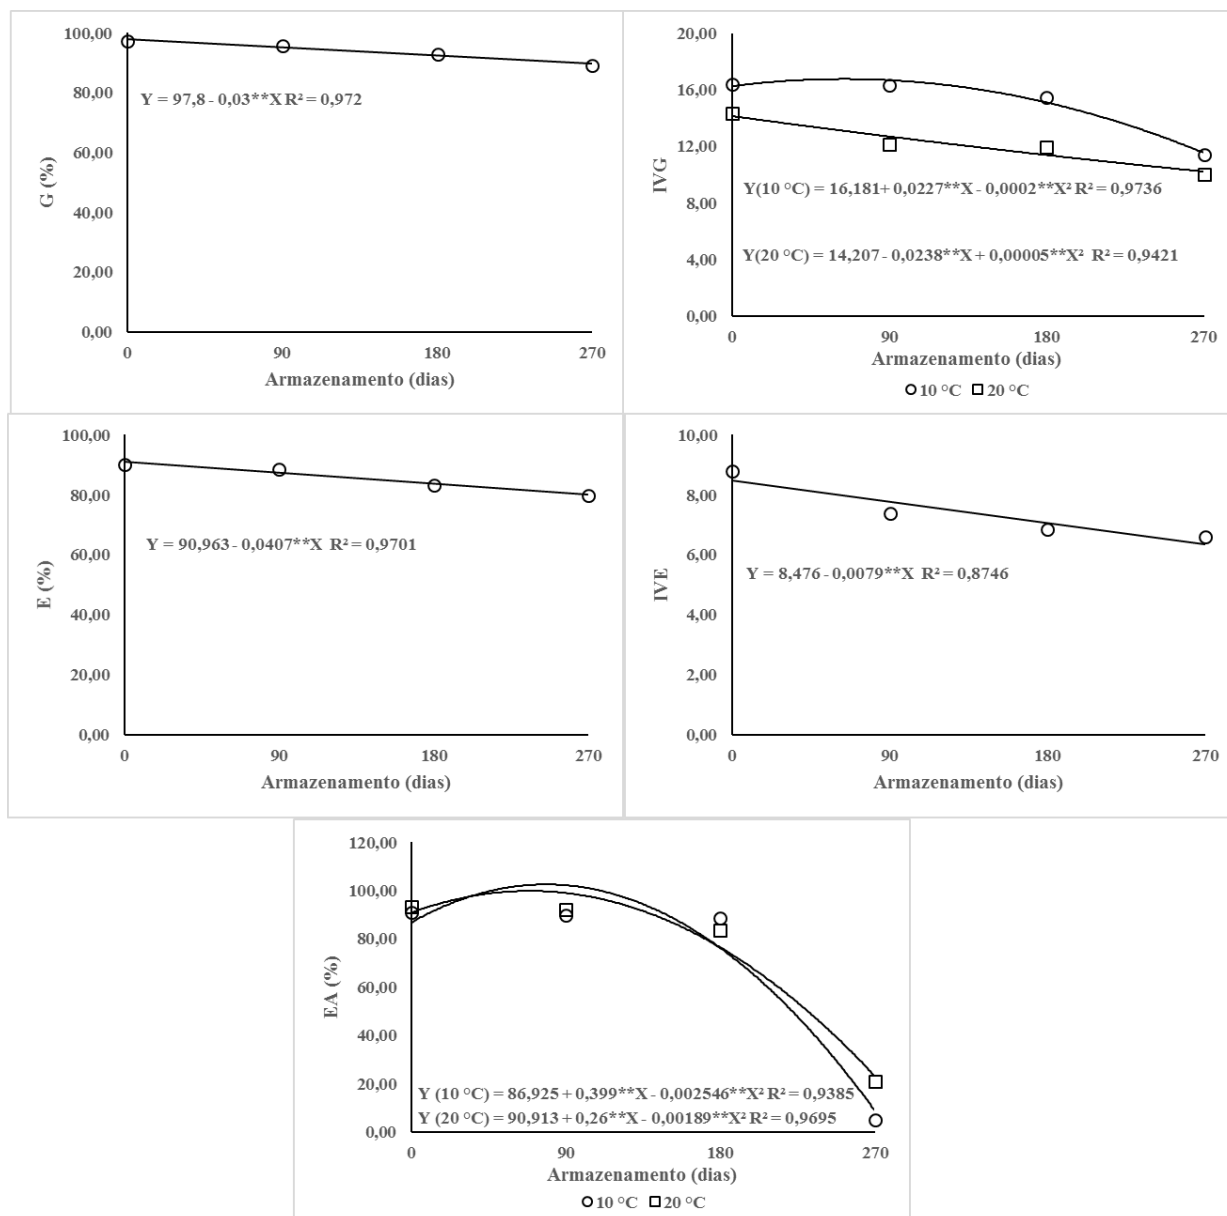 100,00
80,00
60,00
40,00
20,00
0,00
G (%)
Y = 97,8 - 0,03**X R² = 0,972
0 90 180 270
Armazenamento (dias)
20,00
16,00
12,00
8,00
4,00
0,00
IVG
Y(10 °C) = 16,181+ 0,0227**X - 0,0002**X² R² = 0,9736
Y(20 °C) = 14,207 - 0,0238**X + 0,00005**X² R² = 0,9421
0 90 180 270
Armazenamento (dias)
10 °C 20 °C
100,00
80,00
60,00
40,00
20,00
0,00
E (%)
Y = 90,963 - 0,0407**X R² = 0,9701
0 90 180 270
Armazenamento (dias)
10,00
8,00
6,00
4,00
2,00
0,00
IVE
Y = 8,476 - 0,0079**X R² = 0,8746
0 90 180 270
Armazenamento (dias)
120,00
100,00
80,00
60,00
40,00
20,00
0,00
EA (%)
Y (10 °C) = 86,925 + 0,399**X - 0,002546**X² R² = 0,9385
Y (20 °C) = 90,913 + 0,26**X - 0,00189**X² R² = 0,9695
0 90 180 270
Armazenamento (dias)
10 °C 20 °C